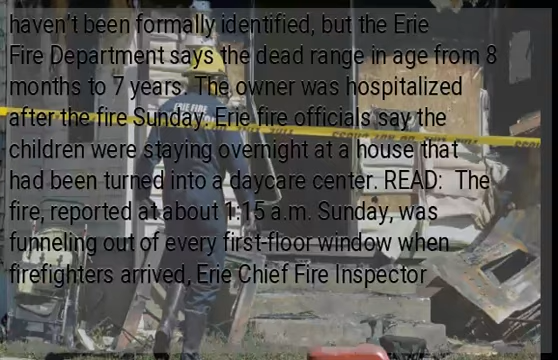 haven't been formally identified, but the Erie
Fire Department says the dead range in age from 8
months to 7 years. The owner was hospitalized
after the fire Sunday. Erie fire officials say the
children were staying overnight at a house that
had been turned into a daycare center. READ:  The
fire, reported at about 1:15 a.m. Sunday, was
funneling out of every first-floor window when
firefighters arrived, Erie Chief Fire Inspector
ERIE FIRE